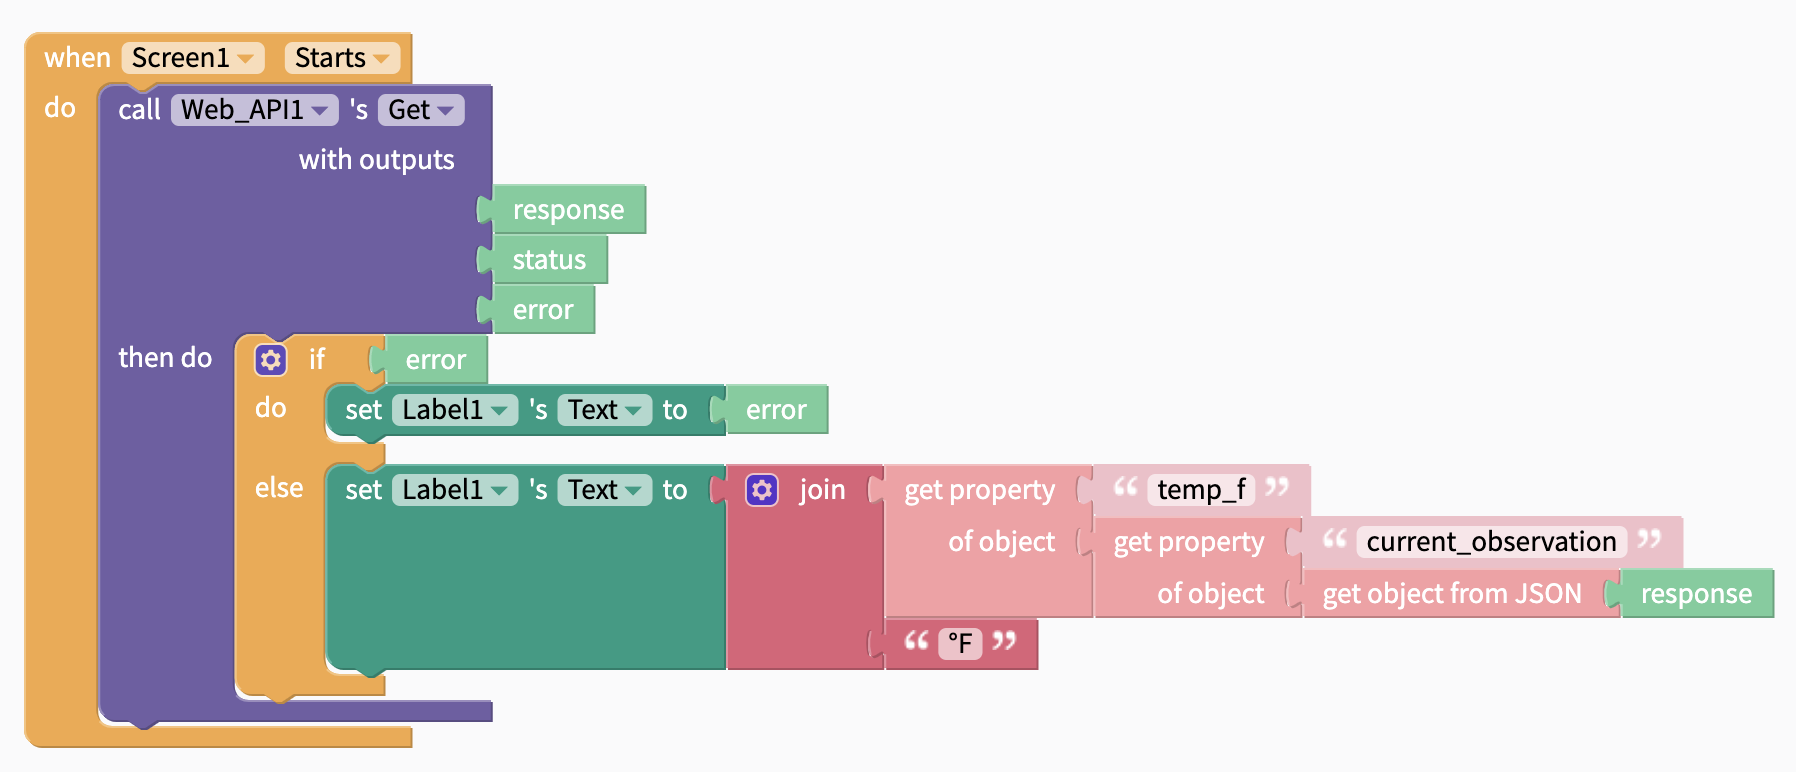 when Screen1 Starts
do call Web_API1 's Get
with outputs
response
status
error
then do if error
do set Label1 's Text to error
else set Label1 's Text to join get property “ temp_f ”
of object get property “ current_observation ”
of object get object from JSON response
“ °F ”